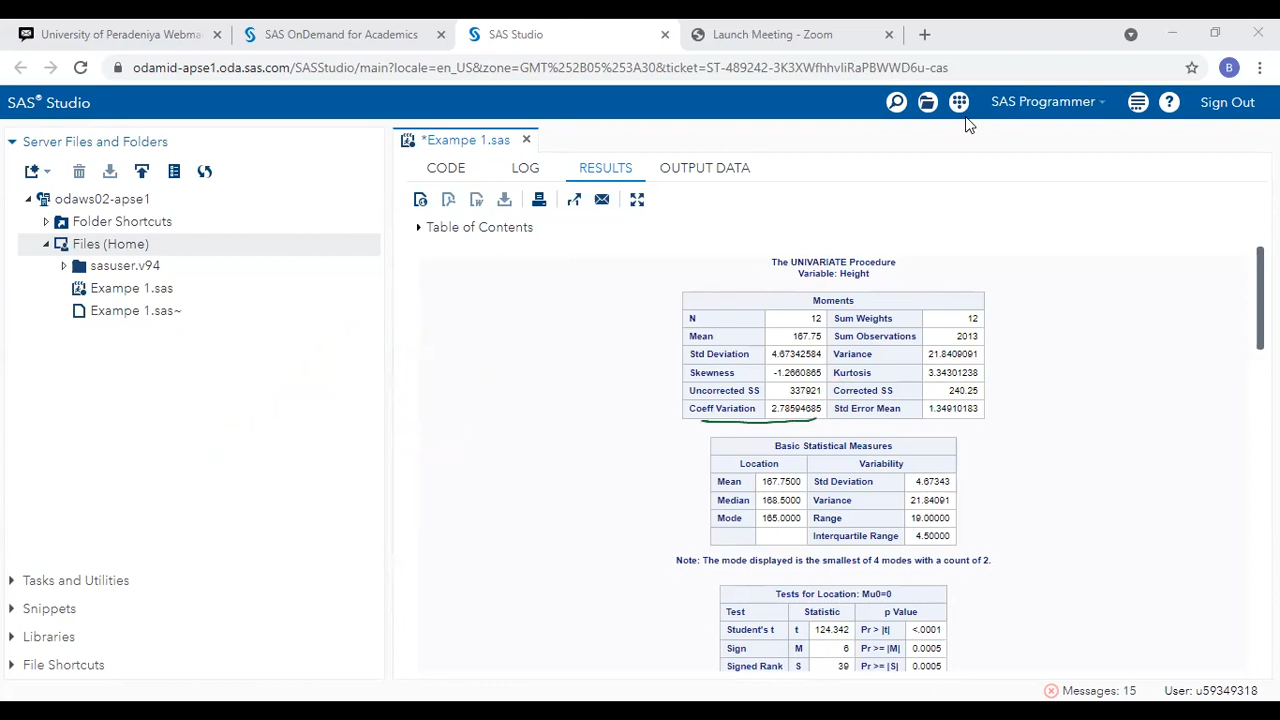 University of Peradeniya Webma
SAS OnDemand for Academics
SAS Studio
Launch Meeting - Zoom
odamid-apse1.oda.sas.com/SASStudio/main?locale=en_US&zone=GMT%252B05%253A30&ticket=ST-489242-3K3XWfhhvIiRaPBWWD6u-cas
B
SAS® Studio
SAS Programmer
Sign Out
Server Files and Folders
odaws02-apse1
Folder Shortcuts
Files (Home)
sasuser.v94
Exampe 1.sas
Exampe 1.sas~
Tasks and Utilities
Snippets
Libraries
File Shortcuts
*Exampe 1.sas
CODE LOG RESULTS OUTPUT DATA
Table of Contents
The UNIVARIATE Procedure
Variable: Height
Moments
N 12 Sum Weights 12
Mean 167.75 Sum Observations 2013
Std Deviation 4.67342584 Variance 21.8409091
Skewness -1.2660865 Kurtosis 3.34301238
Uncorrected SS 337921 Corrected SS 240.25
Coeff Variation 2.78594685 Std Error Mean 1.34910183
Basic Statistical Measures
Location Variability
Mean 167.7500 Std Deviation 4.67343
Median 168.5000 Variance 21.84091
Mode 165.0000 Range 19.00000
Interquartile Range 4.50000
Note: The mode displayed is the smallest of 4 modes with a count of 2.
Tests for Location: Mu0=0
Test Statistic p Value
Student's t t 124.342 Pr > |t| <.0001
Sign M 6 Pr >= |M| 0.0005
Signed Rank S 39 Pr >= |S| 0.0005
Messages: 15 User: u59349318